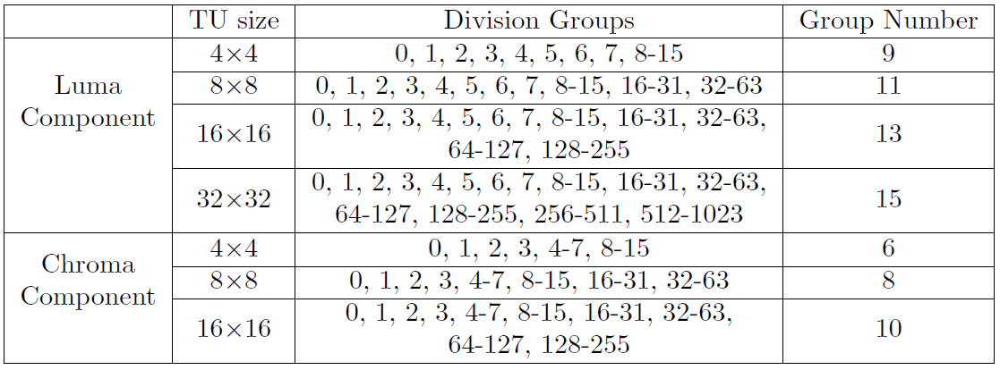 TU size Division Groups Group Number
Luma Component
4×4 0, 1, 2, 3, 4, 5, 6, 7, 8-15 9
8×8 0, 1, 2, 3, 4, 5, 6, 7, 8-15, 16-31, 32-63 11
16×16 0, 1, 2, 3, 4, 5, 6, 7, 8-15, 16-31, 32-63,
64-127, 128-255 13
32×32 0, 1, 2, 3, 4, 5, 6, 7, 8-15, 16-31, 32-63,
64-127, 128-255, 256-511, 512-1023 15
Chroma Component
4×4 0, 1, 2, 3, 4-7, 8-15 6
8×8 0, 1, 2, 3, 4-7, 8-15, 16-31, 32-63 8
16×16 0, 1, 2, 3, 4-7, 8-15, 16-31, 32-63,
64-127, 128-255 10